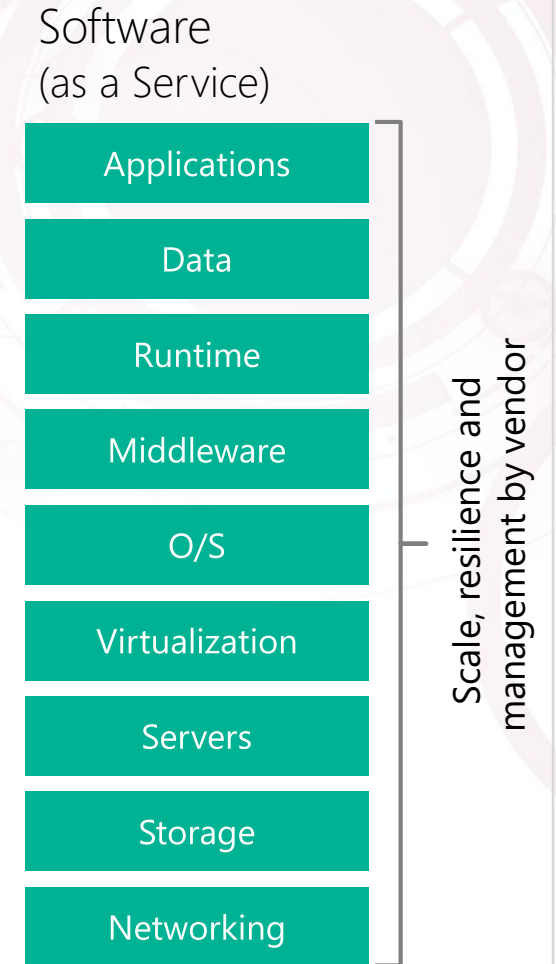 Software
(as a Service)
Applications
Data
Runtime
Middleware
O/S
Virtualization
Servers
Storage
Networking
Scale, resilience and
management by vendor